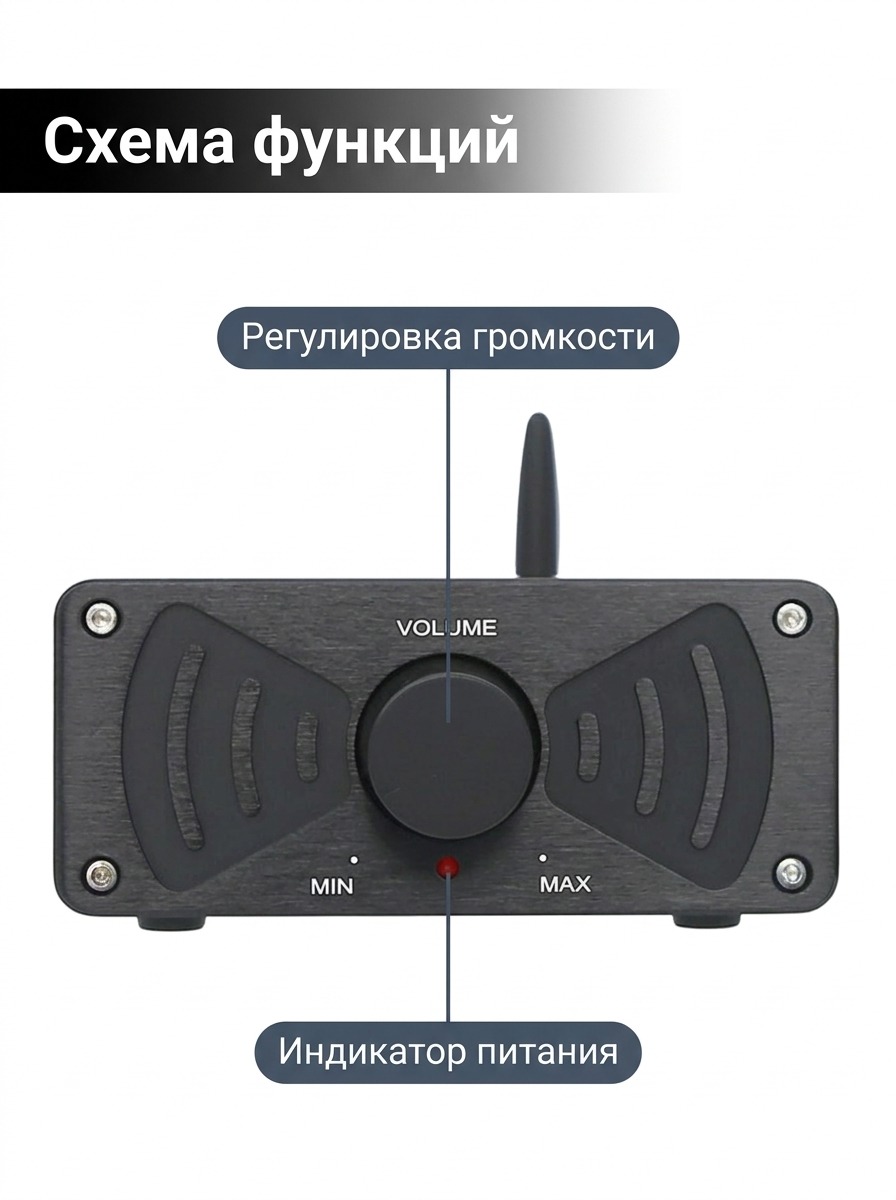 Схема функций
Регулировка громкости
VOLUME
MIN
MAX
Индикатор питания